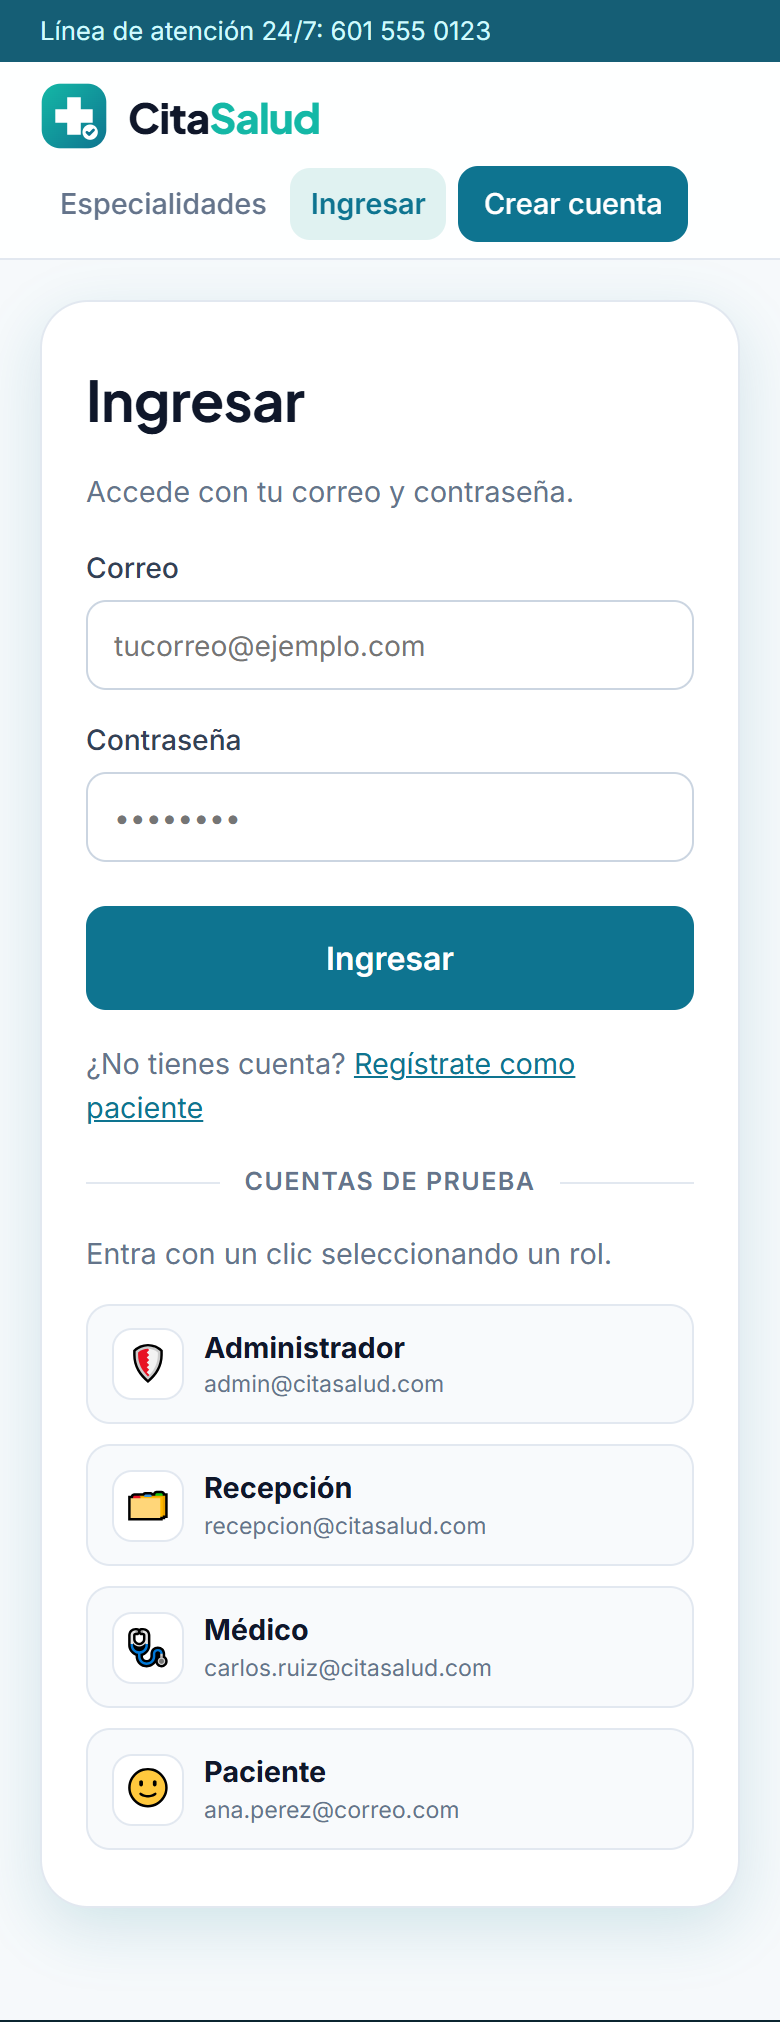 Línea de atención 24/7: 601 555 0123
CitaSalud
Especialidades Ingresar Crear cuenta
Ingresar
Accede con tu correo y contraseña.
Correo
tucorreo@ejemplo.com
Contraseña
••••••••
Ingresar
¿No tienes cuenta? Regístrate como
paciente
CUENTAS DE PRUEBA
Entra con un clic seleccionando un rol.
Administrador
admin@citasalud.com
Recepción
recepcion@citasalud.com
Médico
carlos.ruiz@citasalud.com
Paciente
ana.perez@correo.com